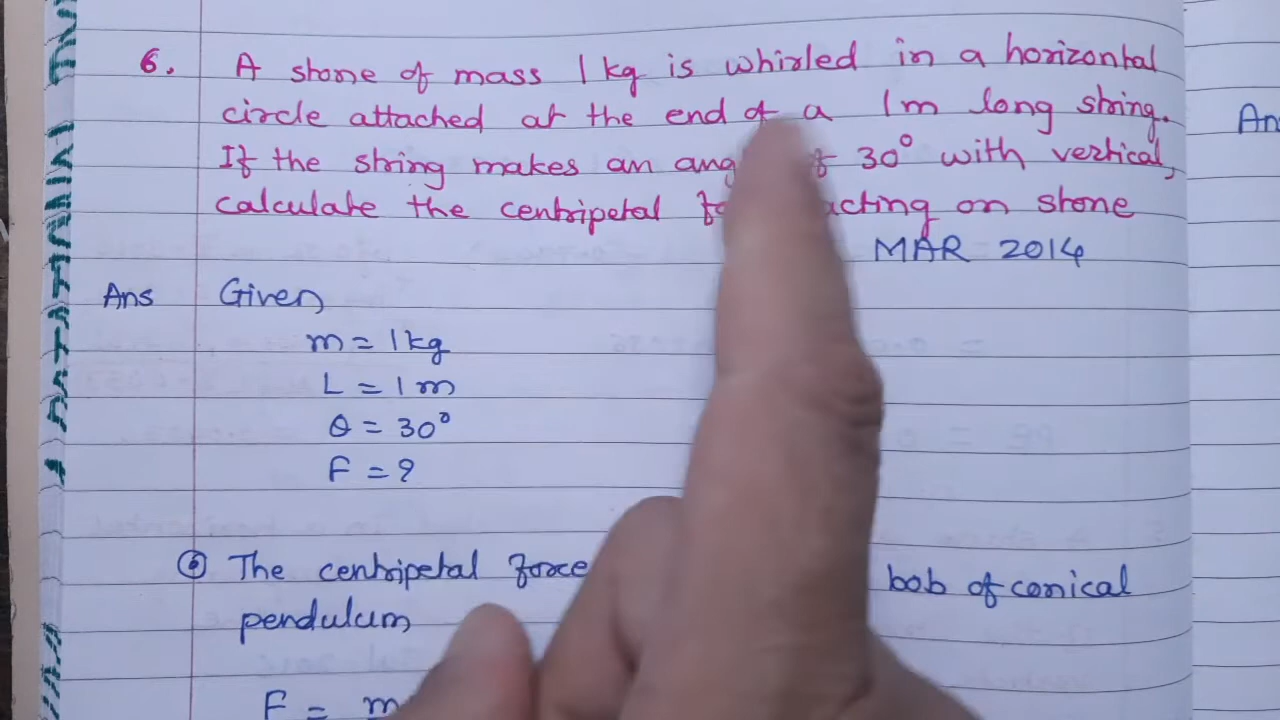 6. A stone of mass 1 kg is whirled in a horizontal
circle attached at the end of a 1m long string.
If the string makes an of 30° with vertical,
calculate the centripetal acting on stone
MAR 2014
Ans Given
m = 1 kg
L = 1 m
θ = 30°
F = ?
⑥ The centripetal force bob of conical
pendulum
F = m
An